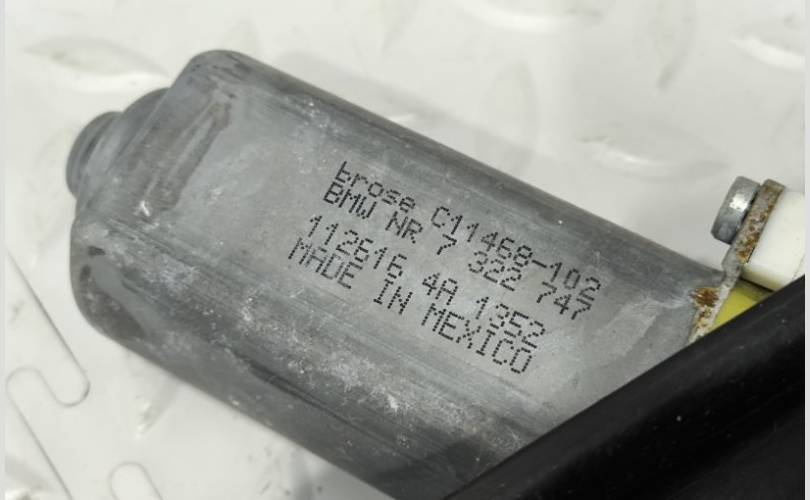 brose C11468-102
BMW NR 7 322 747
112616 4A 1352
MADE IN MEXICO